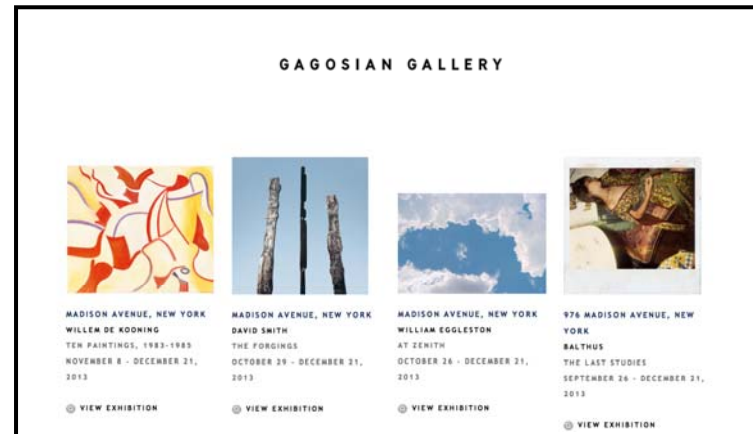 GAGOSIAN GALLERY
MADISON AVENUE, NEW YORK
WILLEM DE KOONING
TEN PAINTINGS, 1983-1985
NOVEMBER 8 - DECEMBER 21,
2013
VIEW EXHIBITION
MADISON AVENUE, NEW YORK
DAVID SMITH
THE FORGINGS
OCTOBER 29 - DECEMBER 21,
2013
VIEW EXHIBITION
MADISON AVENUE, NEW YORK
WILLIAM EGGLESTON
AT ZENITH
OCTOBER 26 - DECEMBER 21,
2013
VIEW EXHIBITION
976 MADISON AVENUE, NEW
YORK
BALTHUS
THE LAST STUDIES
SEPTEMBER 26 - DECEMBER 21,
2013
VIEW EXHIBITION